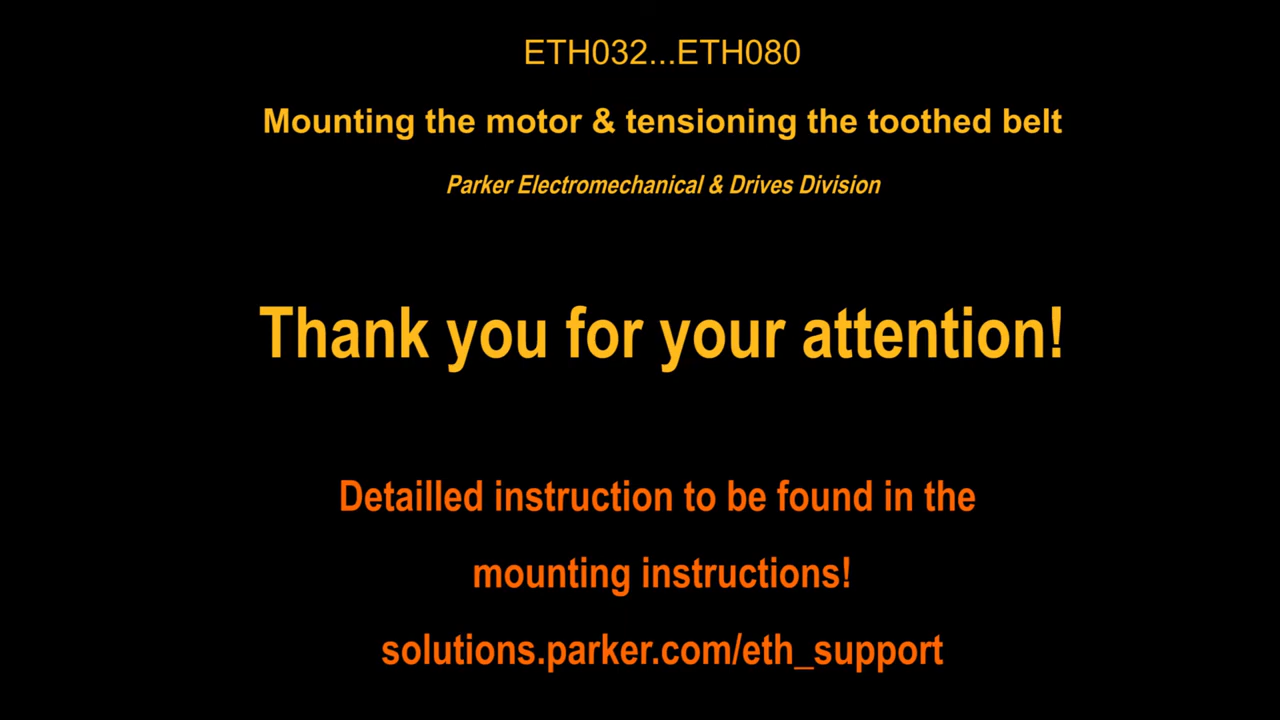 ETH032...ETH080
Mounting the motor & tensioning the toothed belt
Parker Electromechanical & Drives Division
Thank you for your attention!
Detailled instruction to be found in the
mounting instructions!
solutions.parker.com/eth_support